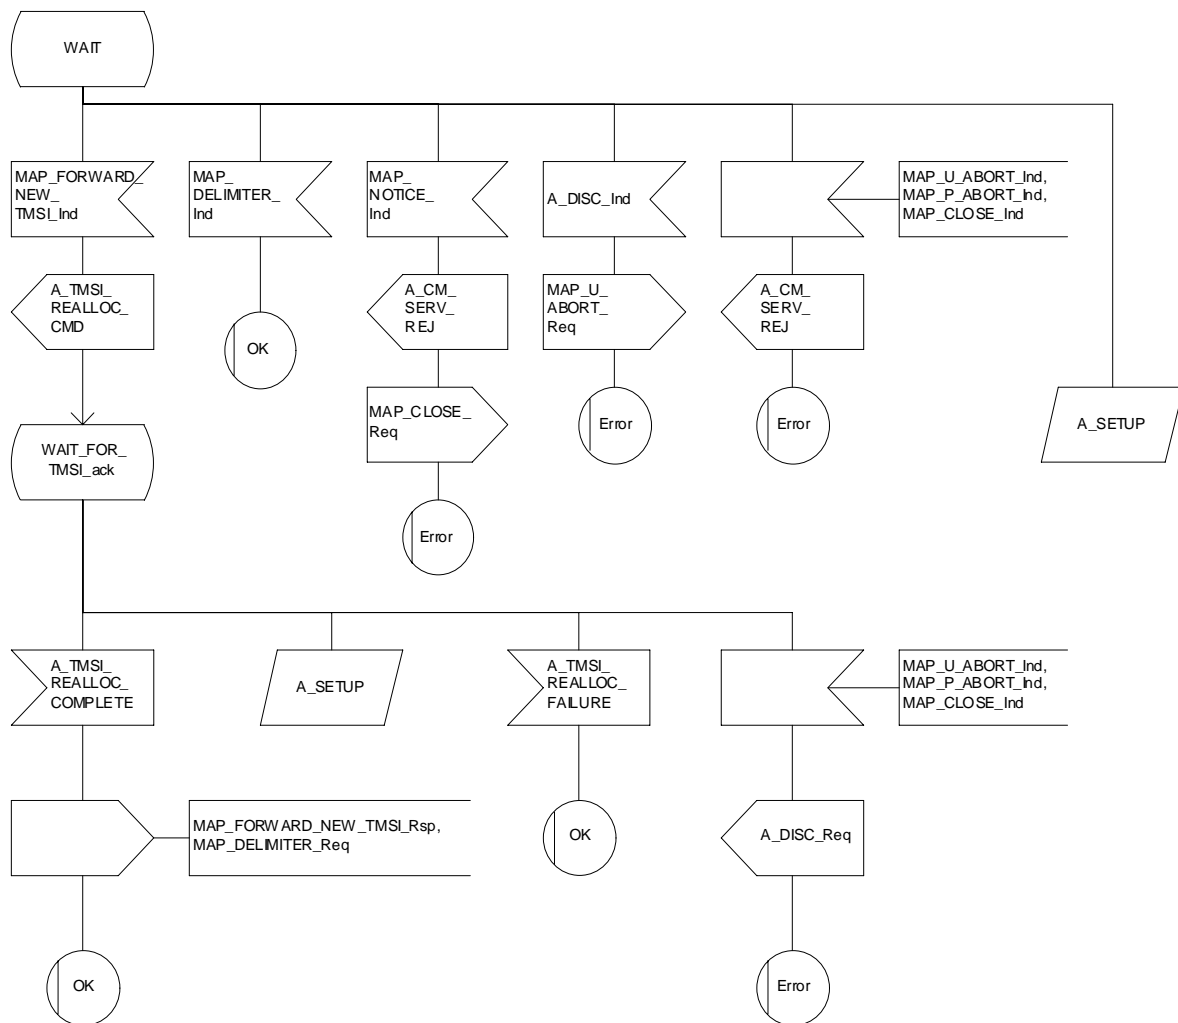 WAIT
MAP_FORWARD_
NEW_
TMSI_Ind
MAP_
DELIMITER_
Ind
MAP_
NOTICE_
Ind
A_DISC_Ind
MAP_U_ABORT_Ind,
MAP_P_ABORT_Ind,
MAP_CLOSE_Ind
A_TMSI_
REALLOC_
CMD
OK
A_CM_
SERV_
REJ
MAP_U_
ABORT_
Req
A_CM_
SERV_
REJ
MAP_CLOSE_
Req
Error
Error
A_SETUP
WAIT_FOR_
TMSI_ack
Error
A_TMSI_
REALLOC_
COMPLETE
A_SETUP
A_TMSI_
REALLOC_
FAILURE
MAP_U_ABORT_Ind,
MAP_P_ABORT_Ind,
MAP_CLOSE_Ind
MAP_FORWARD_NEW_TMSI_Rsp,
MAP_DELIMITER_Req
OK
A_DISC_Req
OK
Error